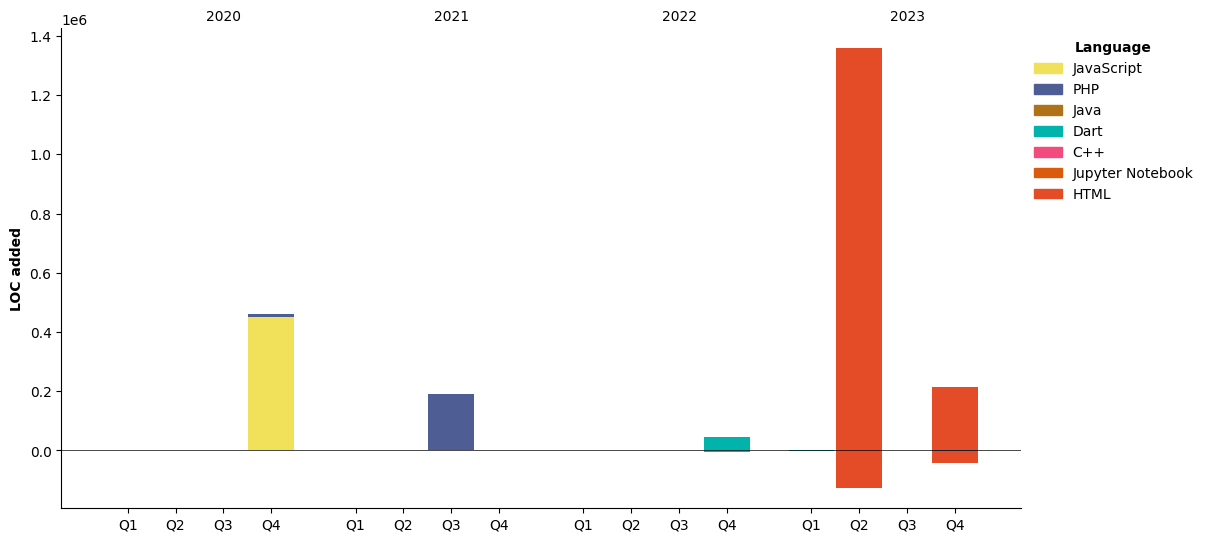 2020 2021 2022 2023
1e6
1.4
1.2
1.0
0.8
0.6
0.4
0.2
0.0
LOC added
Q1 Q2 Q3 Q4 Q1 Q2 Q3 Q4 Q1 Q2 Q3 Q4 Q1 Q2 Q3 Q4
Language
JavaScript
PHP
Java
Dart
C++
Jupyter Notebook
HTML